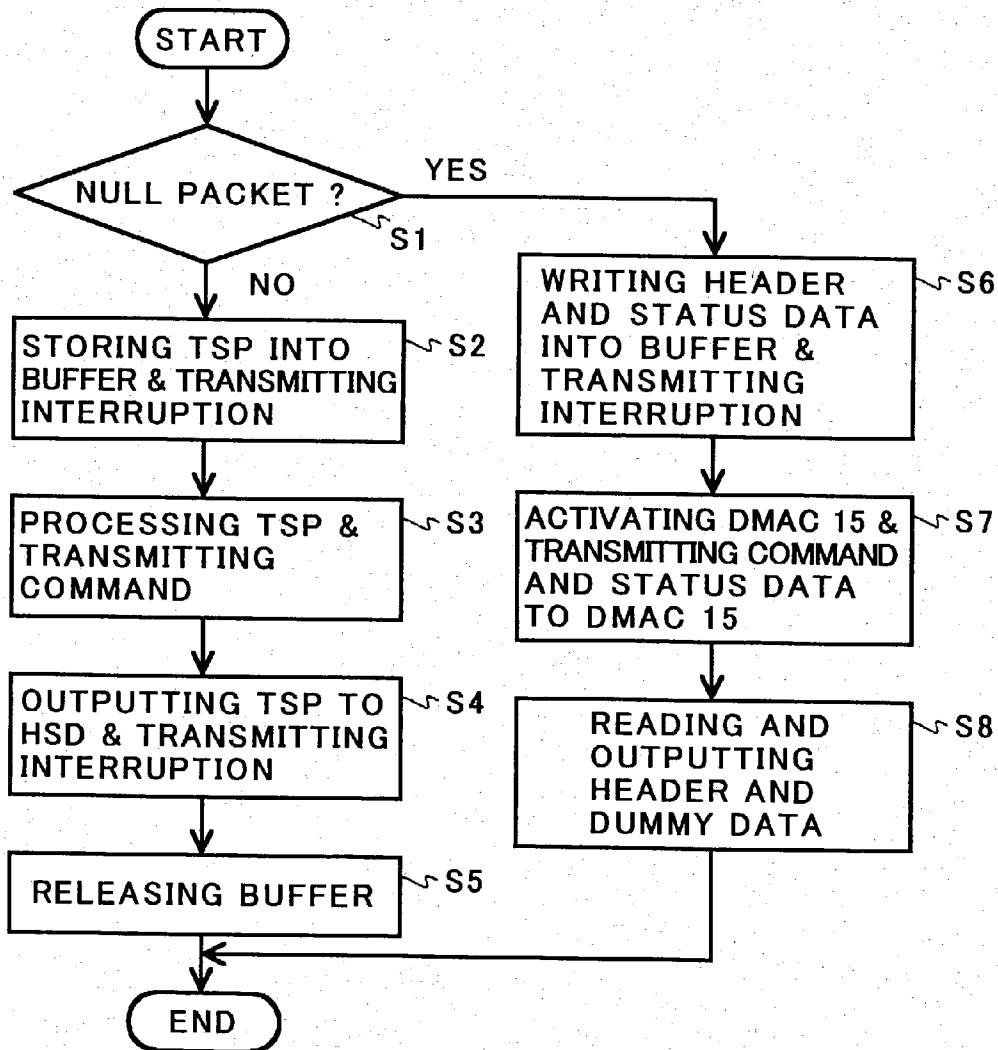 START
NULL PACKET ?
S1
YES
NO
STORING TSP INTO
BUFFER & TRANSMITTING
INTERRUPTION
S2
PROCESSING TSP &
TRANSMITTING
COMMAND
S3
OUTPUTTING TSP TO
HSD & TRANSMITTING
INTERRUPTION
S4
RELEASING BUFFER
S5
WRITING HEADER
AND STATUS DATA
INTO BUFFER &
TRANSMITTING
INTERRUPTION
S6
ACTIVATING DMAC 15 &
TRANSMITTING COMMAND
AND STATUS DATA
TO DMAC 15
S7
READING AND
OUTPUTTING
HEADER AND
DUMMY DATA
S8
END